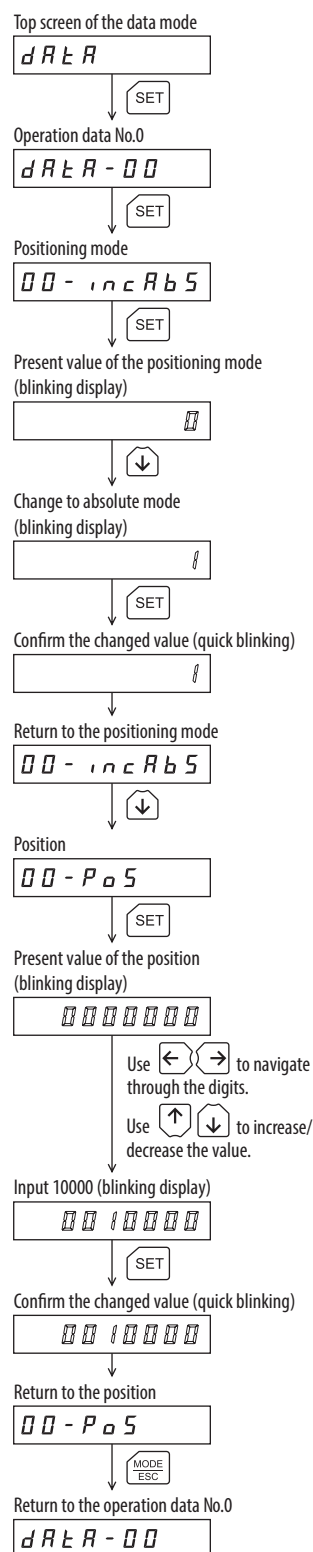 Top screen of the data mode
dAtA
SET
Operation data No.0
dAtA-00
SET
Positioning mode
00-incAbS
SET
Present value of the positioning mode
(blinking display)
0
↓
Change to absolute mode
(blinking display)
1
SET
Confirm the changed value (quick blinking)
1
Return to the positioning mode
00-incAbS
↓
Position
00-PoS
SET
Present value of the position
(blinking display)
0000000
Use ← → to navigate
through the digits.
Use ↑ ↓ to increase/
decrease the value.
Input 10000 (blinking display)
0010000
SET
Confirm the changed value (quick blinking)
0010000
Return to the position
00-PoS
MODE
ESC
Return to the operation data No.0
dAtA-00